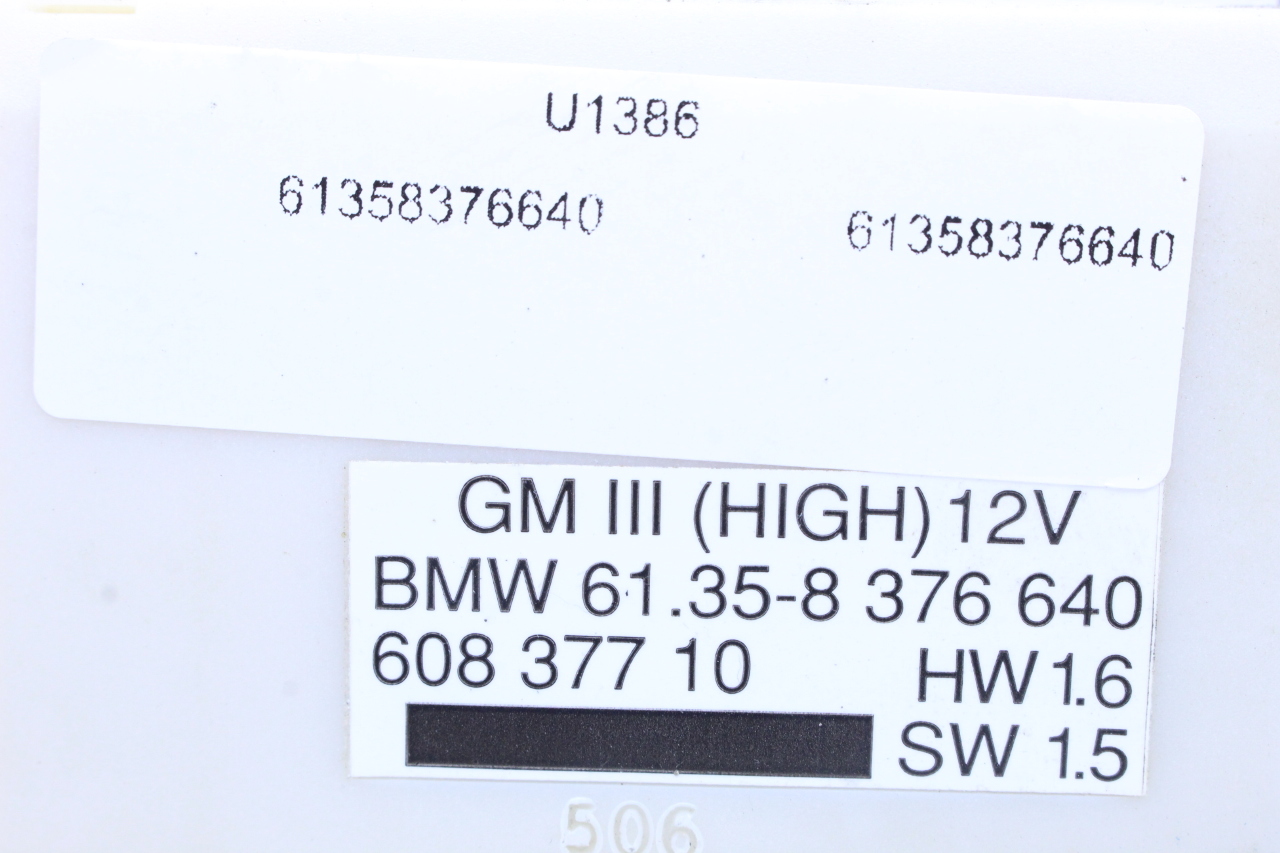 U1386
61358376640 61358376640
GM III (HIGH) 12V
BMW 61.35-8 376 640
608 377 10 HW 1.6
SW 1.5
506